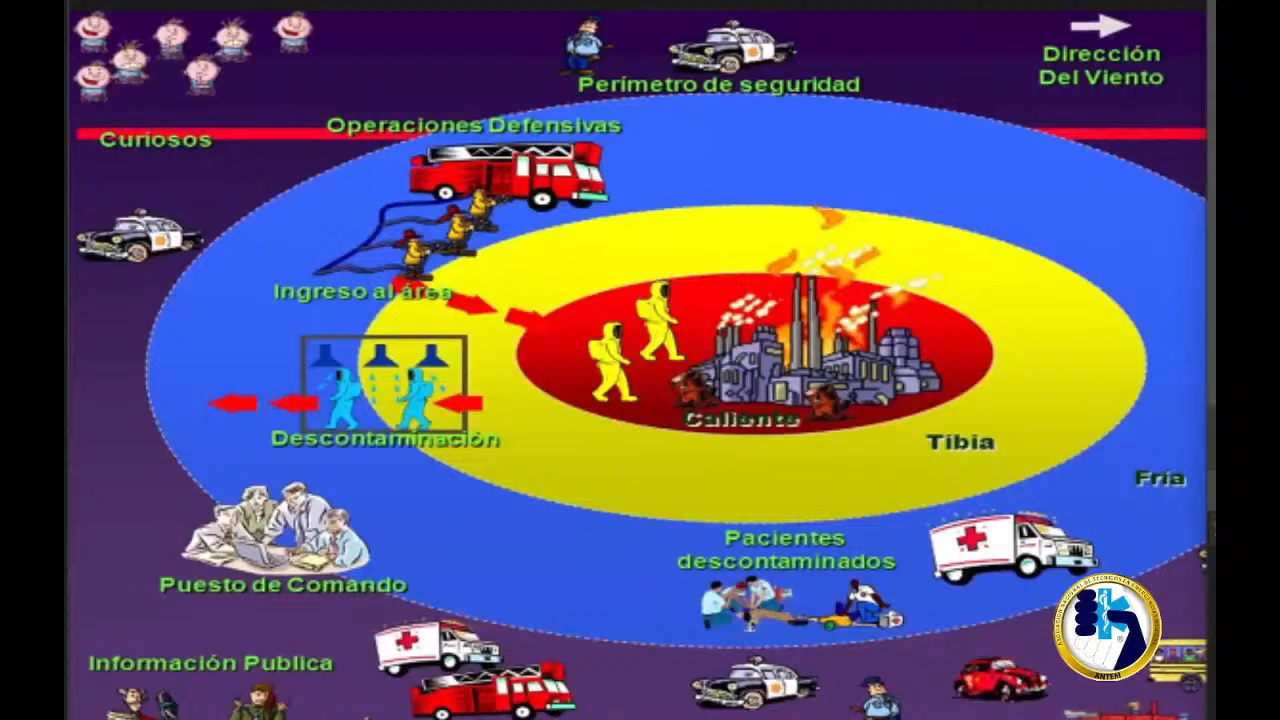 Dirección
Del Viento
Perímetro de seguridad
Operaciones Defensivas
Curiosos
Ingreso al área
Caliente
Descontaminación
Tibia
Fría
Pacientes
descontaminados
Puesto de Comando
Información Publica
ANTEM